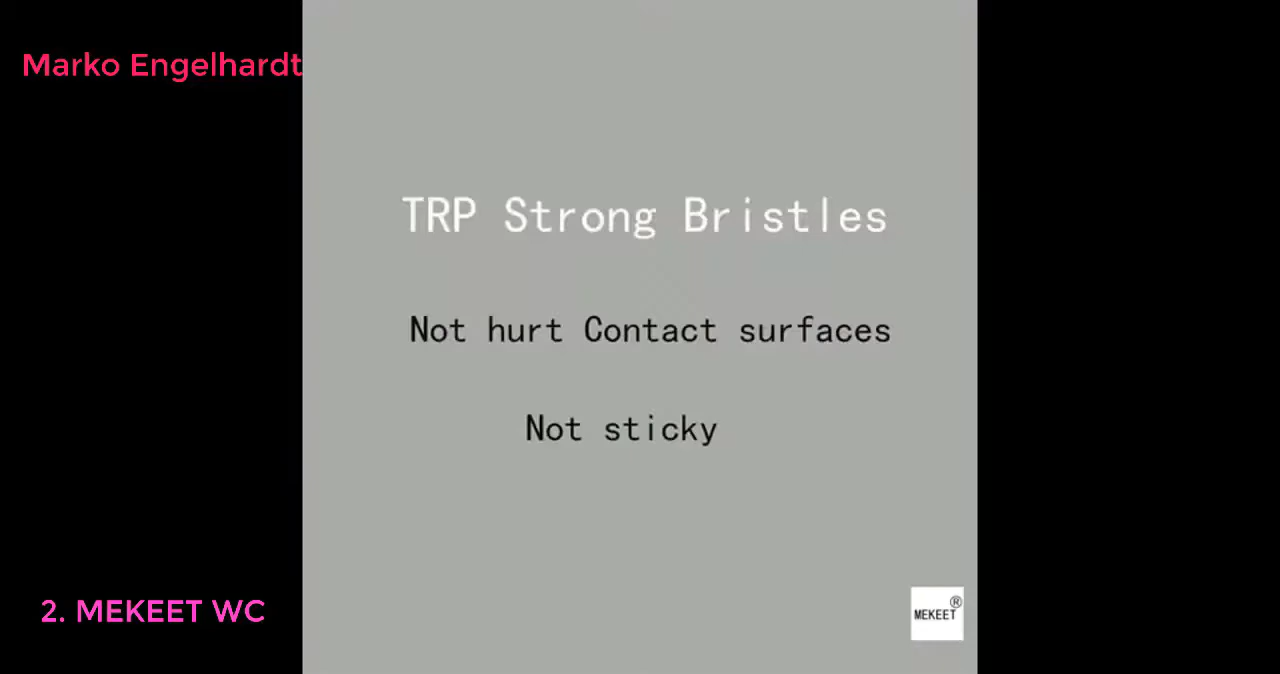 Marko Engelhardt
TRP Strong Bristles
Not hurt Contact surfaces
Not sticky
2. MEKEET WC
MEKEET®